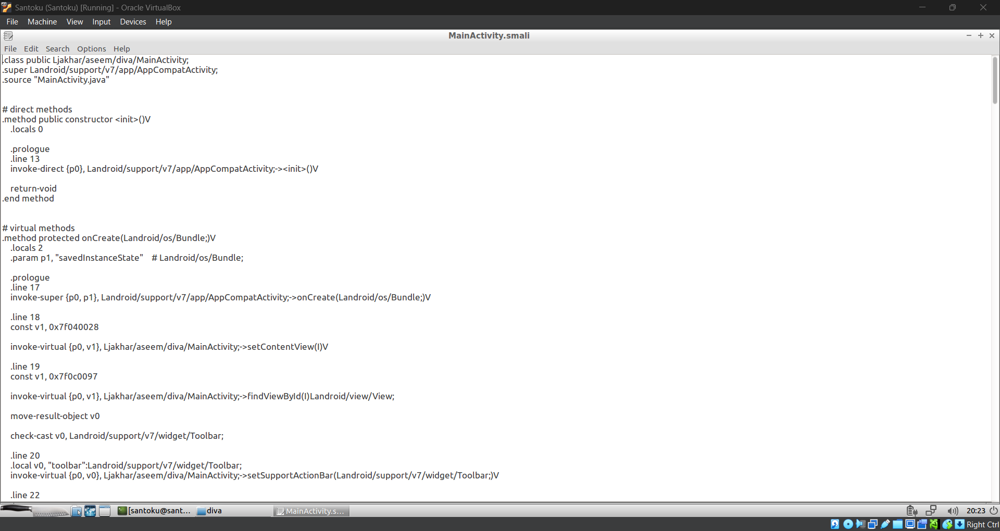 Santoku (Santoku) [Running] - Oracle VirtualBox
File Machine View Input Devices Help
MainActivity.smali
File Edit Search Options Help
.class public Ljakhar/aseem/diva/MainActivity;
.super Landroid/support/v7/app/AppCompatActivity;
.source "MainActivity.java"
# direct methods
.method public constructor <init>()V
.locals 0
.prologue
.line 13
invoke-direct {p0}, Landroid/support/v7/app/AppCompatActivity;-><init>()V
return-void
.end method
# virtual methods
.method protected onCreate(Landroid/os/Bundle;)V
.locals 2
.param p1, "savedInstanceState"    # Landroid/os/Bundle;
.prologue
.line 17
invoke-super {p0, p1}, Landroid/support/v7/app/AppCompatActivity;->onCreate(Landroid/os/Bundle;)V
.line 18
const v1, 0x7f040028
invoke-virtual {p0, v1}, Ljakhar/aseem/diva/MainActivity;->setContentView(I)V
.line 19
const v1, 0x7f0c0097
invoke-virtual {p0, v1}, Ljakhar/aseem/diva/MainActivity;->findViewById(I)Landroid/view/View;
move-result-object v0
check-cast v0, Landroid/support/v7/widget/Toolbar;
.line 20
.local v0, "toolbar":Landroid/support/v7/widget/Toolbar;
invoke-virtual {p0, v0}, Ljakhar/aseem/diva/MainActivity;->setSupportActionBar(Landroid/support/v7/widget/Toolbar;)V
.line 22
[santoku@sant... diva MainActivity.s... 20:23
Right Ctrl